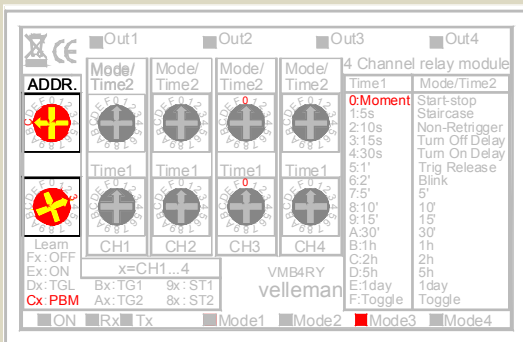 Out1 Out2 Out3 Out4
4 Channel relay module
ADDR. Mode/ Mode/ Mode/ Mode/
Time2 Time2 Time2 Time2
Time1 Mode/Time2
0:Moment Start-stop
1:5s Staircase
2:10s Non-Retrigger
3:15s Turn Off Delay
4:30s Turn On Delay
5:1' Trig Release
6:2' Blink
7:5' 5'
8:10' 10'
9:15' 15'
A:30' 30'
B:1h 1h
C:2h 2h
D:5h 5h
E:1day 1day
F:Toggle Toggle
Time1 Time1 Time1 Time1
CH1 CH2 CH3 CH4
Learn
Fx:OFF
Ex:ON
Dx:TGL
Cx:PBM
x=CH1...4
Bx:TG1 9x:ST1
Ax:TG2 8x:ST2
VMB4RY
velleman
ON Rx Tx Mode1 Mode2 Mode3 Mode4